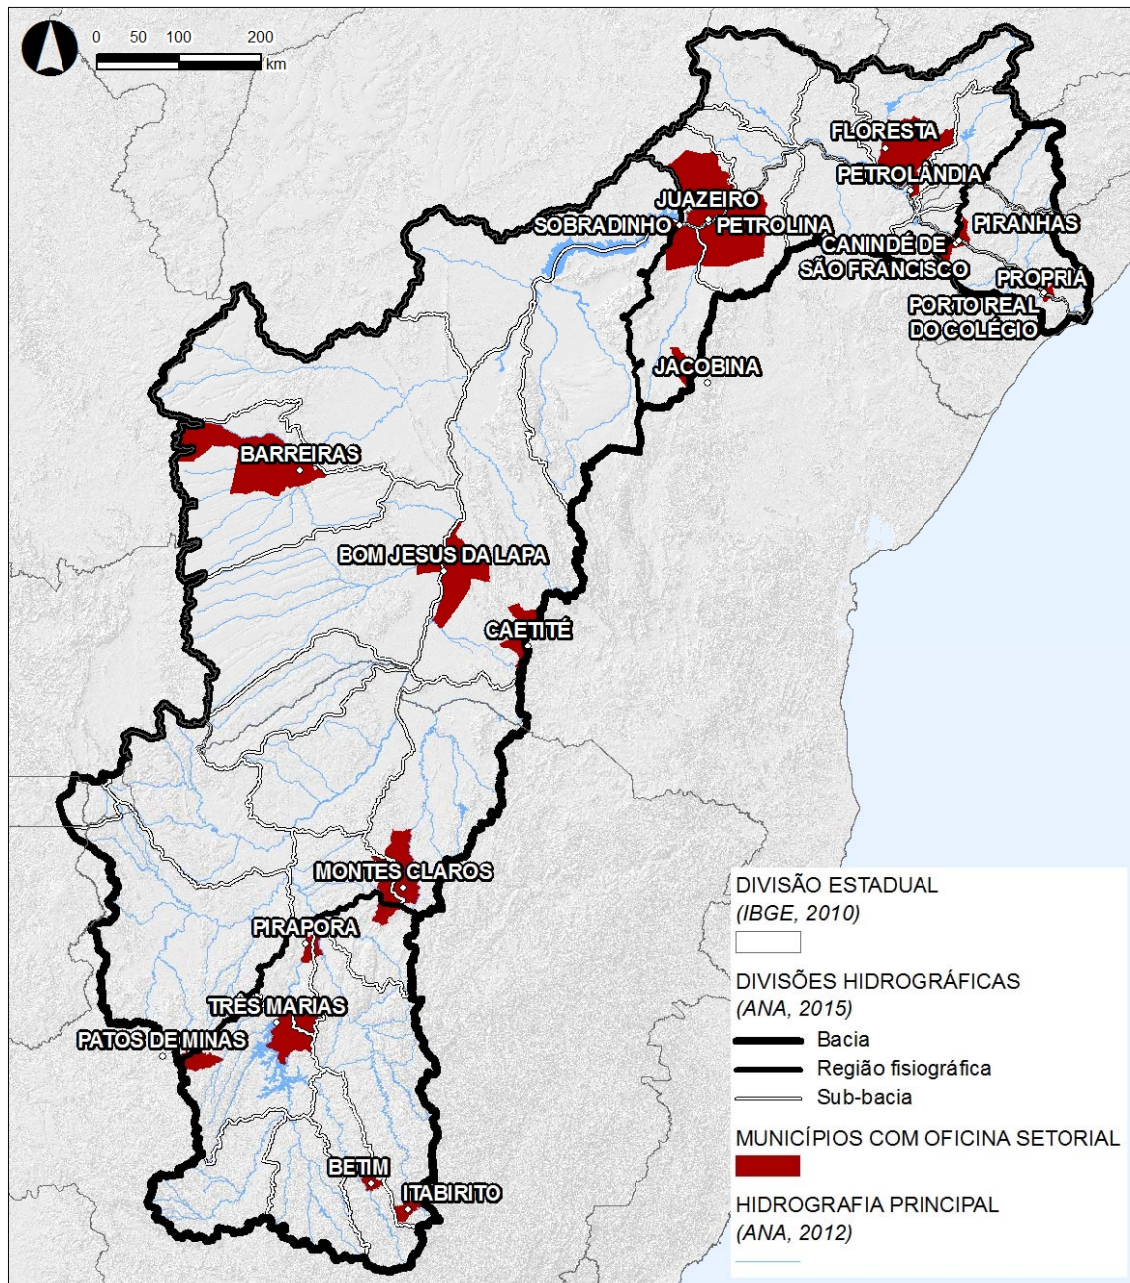 0 50 100 200
km
FLORESTA
PETROLÂNDIA
JUAZEIRO
SOBRADINHO
PETROLINA
PIRANHAS
CANINDÉ DE
SÃO FRANCISCO
PROPRIÁ
PORTO REAL
DO COLÉGIO
JACOBINA
BARREIRAS
BOM JESUS DA LAPA
CAETITÉ
MONTES CLAROS
PIRAPORA
TRÊS MARIAS
PATOS DE MINAS
BETIM
ITABIRITO
DIVISÃO ESTADUAL
(IBGE, 2010)
DIVISÕES HIDROGRÁFICAS
(ANA, 2015)
Bacia
Região fisiográfica
Sub-bacia
MUNICÍPIOS COM OFICINA SETORIAL
HIDROGRAFIA PRINCIPAL
(ANA, 2012)